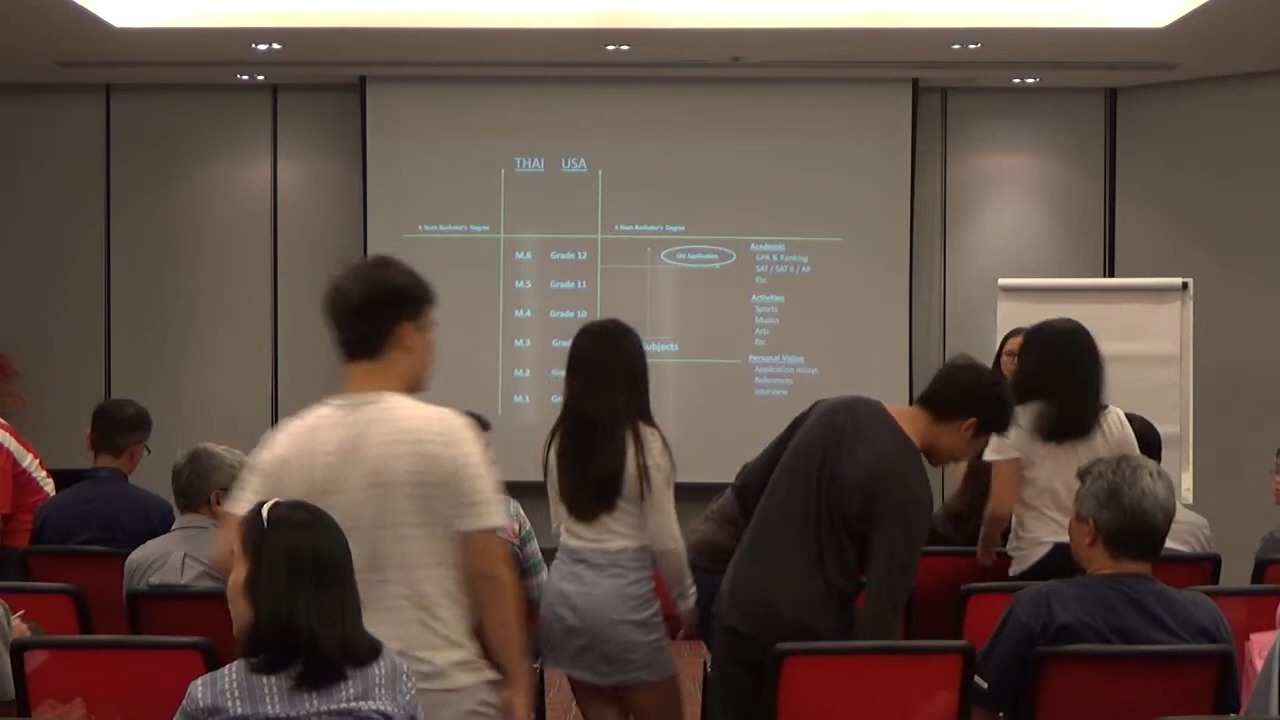 THAI USA
4 Years Bachelor's Degree
4 Years Bachelor's Degree
M.6 Grade 12
Uni Application
Academic
GPA & Ranking
SAT / SAT II / AP
Etc.
M.5 Grade 11
Activities
Sports
Musics
Arts
Etc.
M.4 Grade 10
M.3 Grad
Subjects
Personal Vision
Application essays
References
Interview
M.2
M.1 Gr